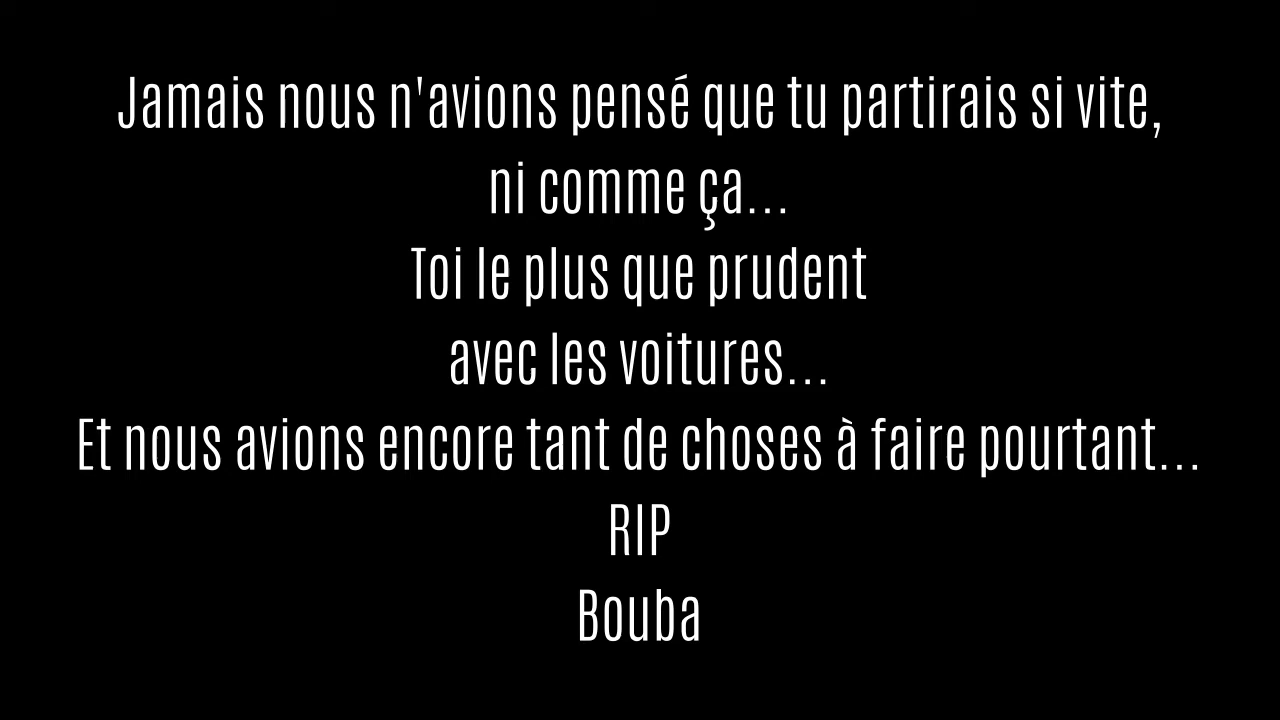 Jamais nous n'avions pensé que tu partirais si vite,
ni comme ça...
Toi le plus que prudent
avec les voitures...
Et nous avions encore tant de choses à faire pourtant...
RIP
Bouba